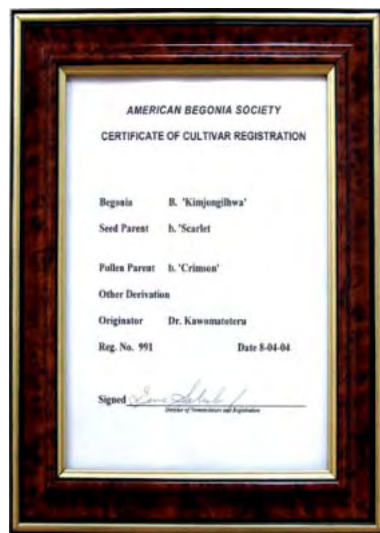 AMERICAN BEGONIA SOCIETY
CERTIFICATE OF CULTIVAR REGISTRATION
Begonia B. 'Kimjongilhwa'
Seed Parent b. 'Scarlet
Pollen Parent b. 'Crimson'
Other Derivation
Originator Dr. Kawomatoteru
Reg. No. 991 Date 8-04-04
Signed
Director of Nomenclature and Registration